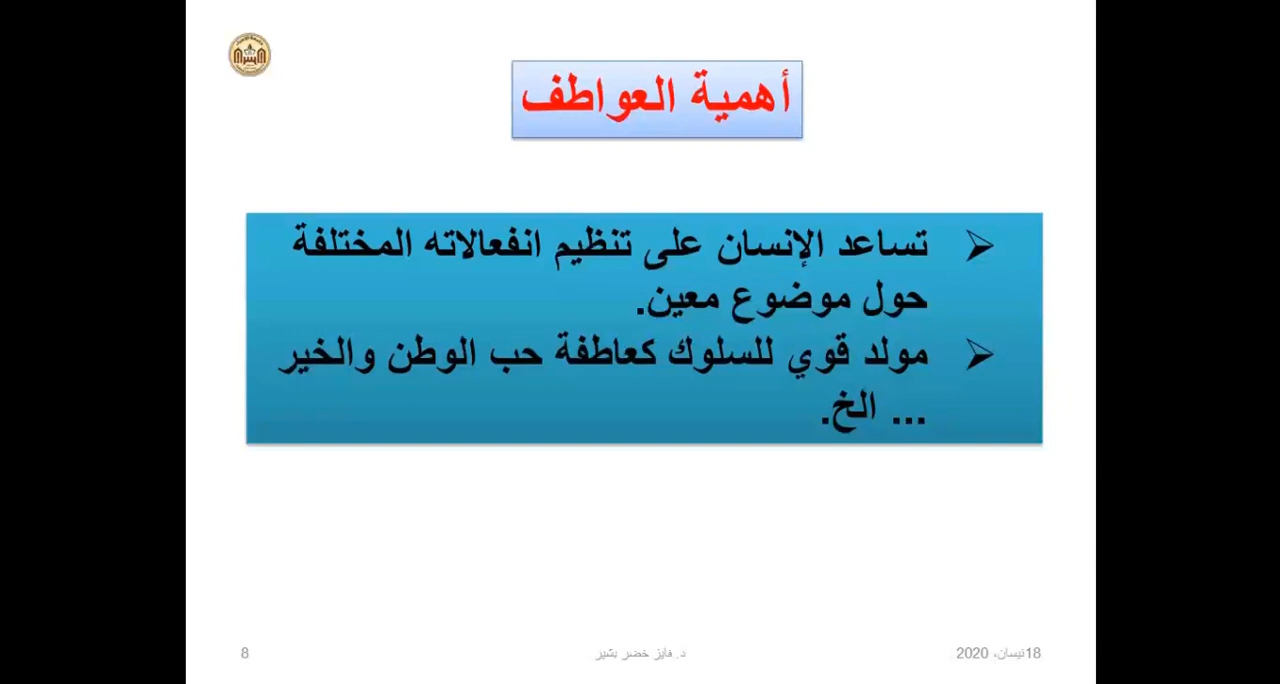 أهمية العواطف
تساعد الإنسان على تنظيم انفعالاته المختلفة
حول موضوع معين.
مولد قوي للسلوك كعاطفة حب الوطن والخير
... الخ.
18نيسان، 2020
د. فايز خضر بشير
8